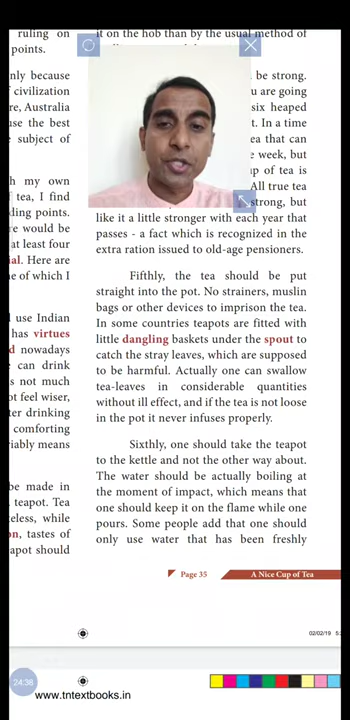 ruling on
points.
nly because
civilization
re, Australia
use the best
subject of
h my own
tea, I find
ding points.
re would be
at least four
ial. Here are
ne of which I
use Indian
has virtues
d nowadays
can drink
s not much
ot feel wiser,
ter drinking
comforting
riably means
be made in
teapot. Tea
eless, while
on, tastes of
apot should
it on the hob than by the usual method of
be strong.
u are going
six heaped
t. In a time
ea that can
e week, but
up of tea is
All true tea
strong, but
like it a little stronger with each year that
passes - a fact which is recognized in the
extra ration issued to old-age pensioners.
Fifthly, the tea should be put
straight into the pot. No strainers, muslin
bags or other devices to imprison the tea.
In some countries teapots are fitted with
little dangling baskets under the spout to
catch the stray leaves, which are supposed
to be harmful. Actually one can swallow
tea-leaves in considerable quantities
without ill effect, and if the tea is not loose
in the pot it never infuses properly.
Sixthly, one should take the teapot
to the kettle and not the other way about.
The water should be actually boiling at
the moment of impact, which means that
one should keep it on the flame while one
pours. Some people add that one should
only use water that has been freshly
Page 35
A Nice Cup of Tea
02/02/19
24:38
www.tntextbooks.in